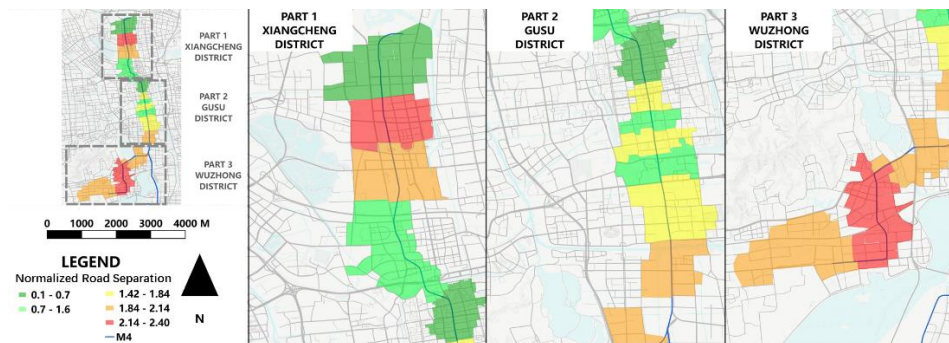 PART 1
XIANGCHENG
DISTRICT
PART 2
GUSU
DISTRICT
PART 3
WUZHONG
DISTRICT
0 1000 2000 3000 4000 M
LEGEND
Normalized Road Separation
0.1 - 0.7
0.7 - 1.6
1.42 - 1.84
1.84 - 2.14
2.14 - 2.40
M4
N
PART 1
XIANGCHENG
DISTRICT
PART 2
GUSU
DISTRICT
PART 3
WUZHONG
DISTRICT